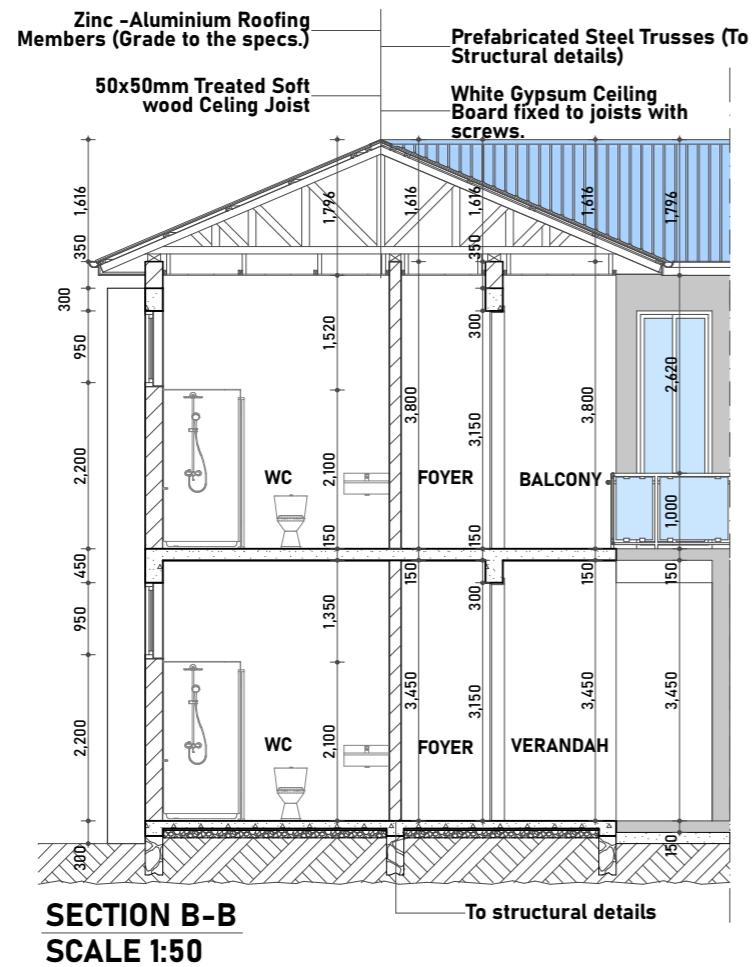 Zinc -Aluminium Roofing
Members (Grade to the specs.)
Prefabricated Steel Trusses (To
Structural details)
50x50mm Treated Soft
wood Celing Joist
White Gypsum Ceiling
Board fixed to joists with
screws.
1,616
1,796
1,616
1,616
1,616
1,796
350
350
300
300
950
1,520
2,620
3,800
3,150
3,800
2,200
2,100
WC
FOYER
BALCONY
1,000
150
150
450
150
300
150
150
950
1,350
3,450
3,150
3,450
3,450
2,200
2,100
WC
FOYER
VERANDAH
300
150
To structural details
SECTION B-B
SCALE 1:50